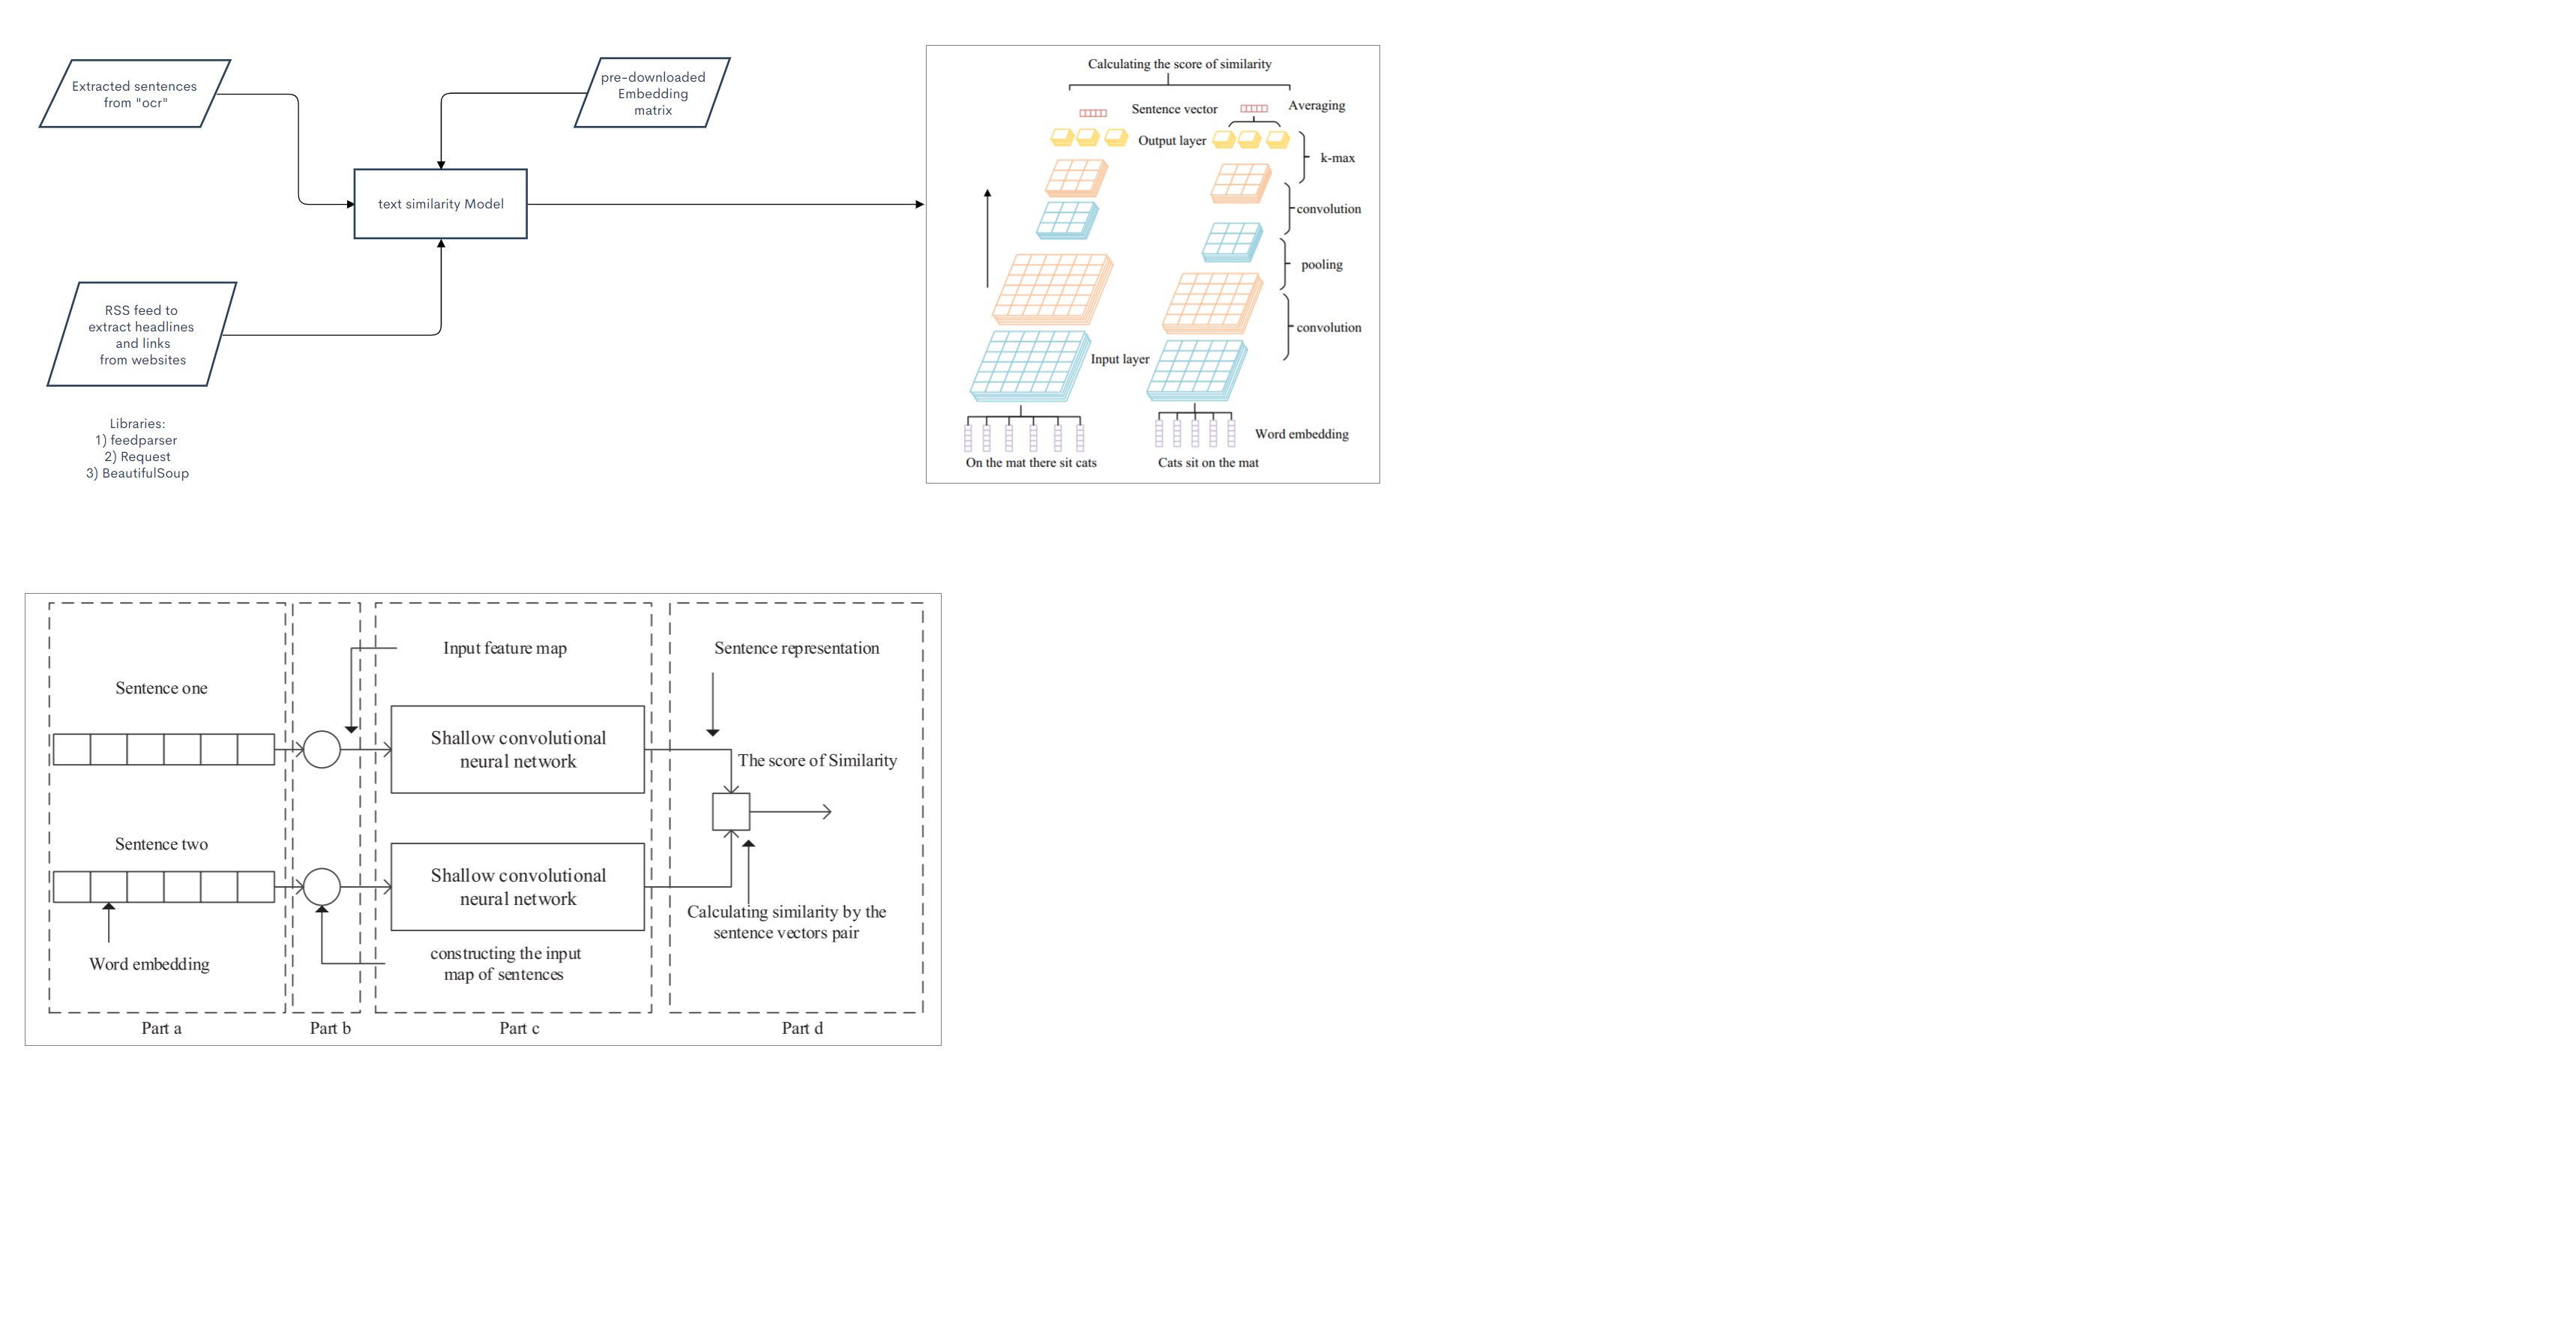 Extracted sentences
from "ocr"
pre-downloaded
Embedding
matrix
text similarity Model
RSS feed to
extract headlines
and links
from websites
Libraries:
1) feedparser
2) Request
3) BeautifulSoup
Calculating the score of similarity
Sentence vector
Averaging
Output layer
k-max
convolution
pooling
convolution
Input layer
Word embedding
On the mat there sit cats
Cats sit on the mat
Input feature map
Sentence representation
Sentence one
Shallow convolutional
neural network
The score of Similarity
Sentence two
Shallow convolutional
neural network
Calculating similarity by the
sentence vectors pair
Word embedding
constructing the input
map of sentences
Part a
Part b
Part c
Part d